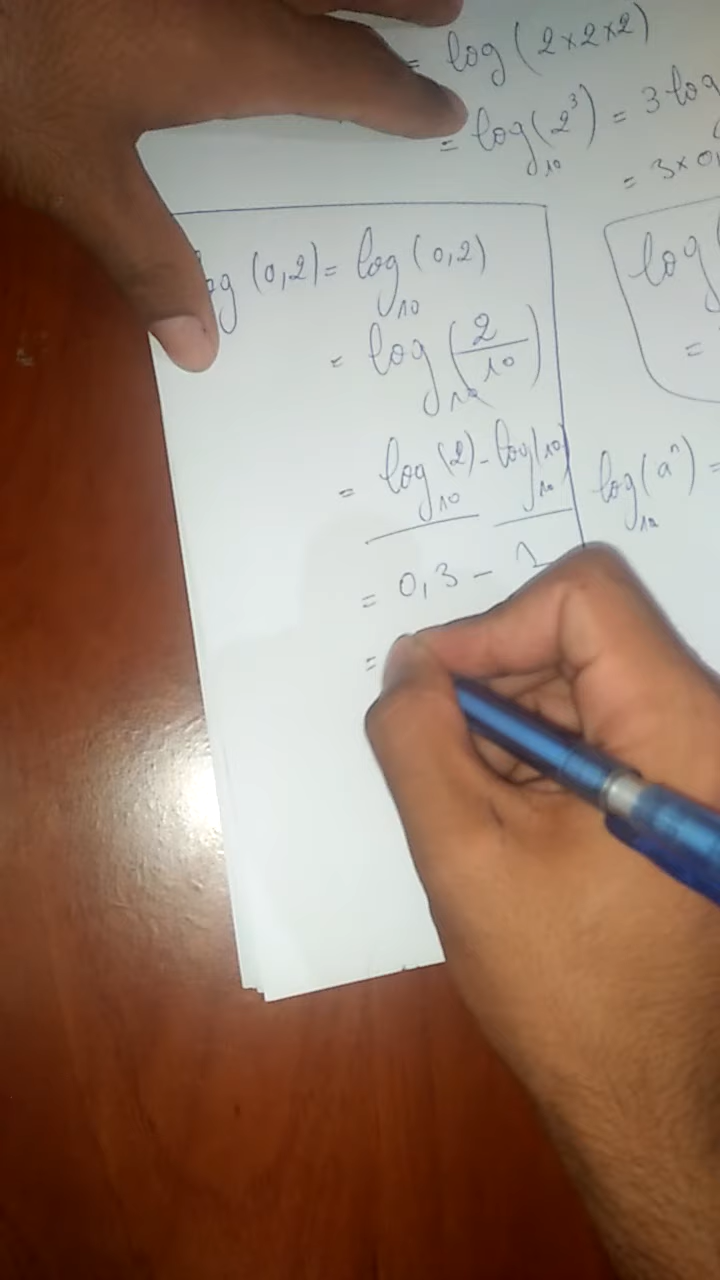 = log(2×2×2)
= log₁₀(2³) = 3 log
= 3×0,
log(0,2) = log₁₀(0,2)
= log₁₀(2/10)
= log₁₀(2) - log₁₀(10)
= 0,3 - 1
=
log(
=
log₁₀(aⁿ) =